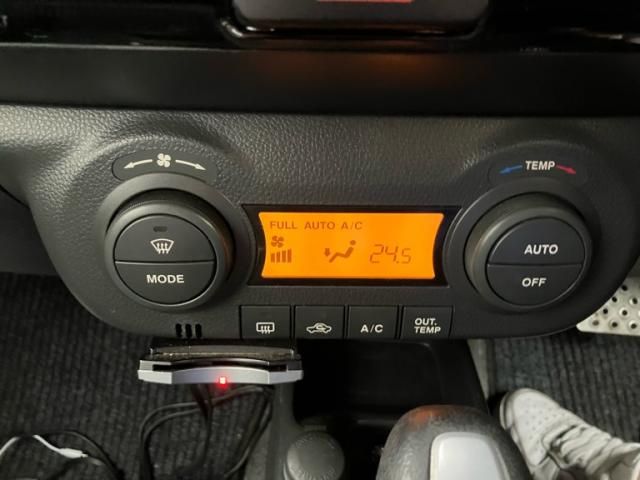 TEMP
FULL AUTO A/C
24.5
MODE
AUTO
OFF
A/C
OUT.
TEMP